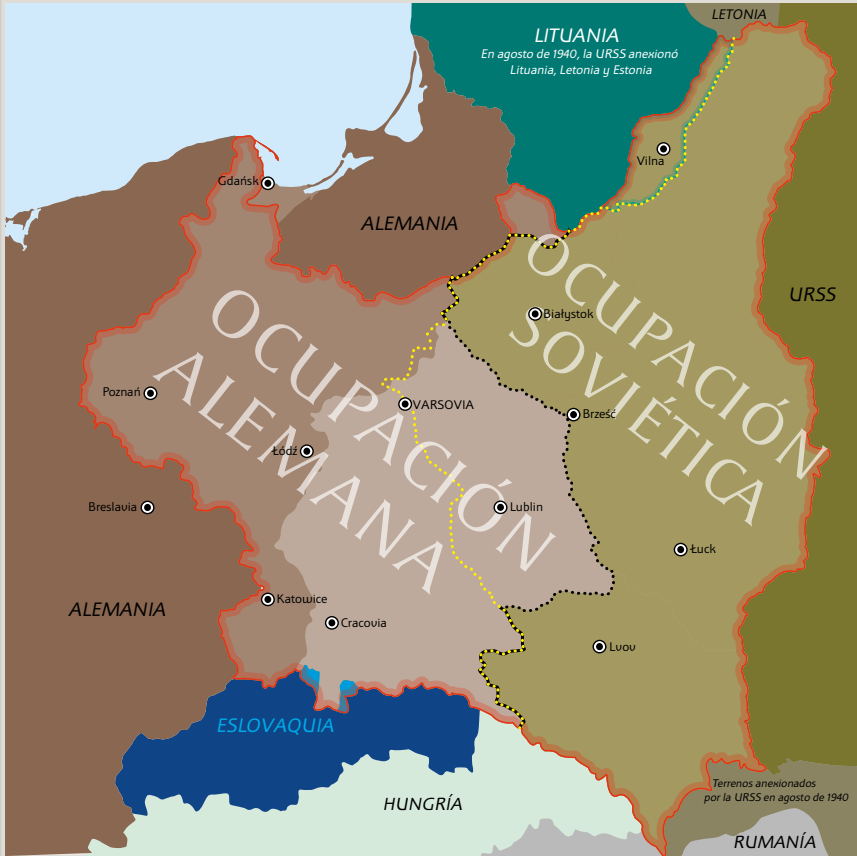 LETONIA
LITUANIA
En agosto de 1940, la URSS anexionó
Lituania, Letonia y Estonia
Vilna
Gdańsk
ALEMANIA
URSS
OCUPACIÓN
SOVIÉTICA
Białystok
OCUPACIÓN
ALEMANA
Poznań
VARSOVIA
Brześć
Łódź
Breslavia
Lublin
Łuck
ALEMANIA
Katowice
Cracovia
Lvov
ESLOVAQUIA
Terrenos anexionados
por la URSS en agosto de 1940
HUNGRÍA
RUMANÍA